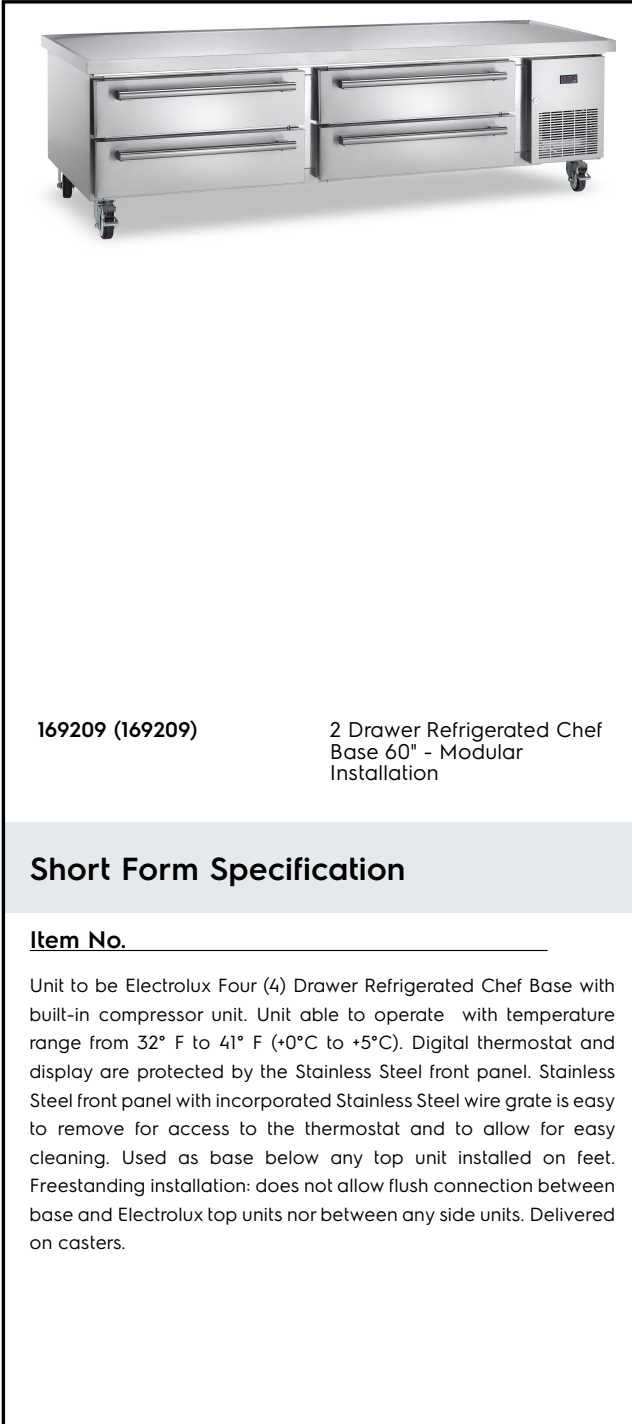 169209 (169209)
2 Drawer Refrigerated Chef
Base 60" - Modular
Installation
Short Form Specification
Item No.
Unit to be Electrolux Four (4) Drawer Refrigerated Chef Base with
built-in compressor unit. Unit able to operate with temperature
range from 32° F to 41° F (+0°C to +5°C). Digital thermostat and
display are protected by the Stainless Steel front panel. Stainless
Steel front panel with incorporated Stainless Steel wire grate is easy
to remove for access to the thermostat and to allow for easy
cleaning. Used as base below any top unit installed on feet.
Freestanding installation: does not allow flush connection between
base and Electrolux top units nor between any side units. Delivered
on casters.